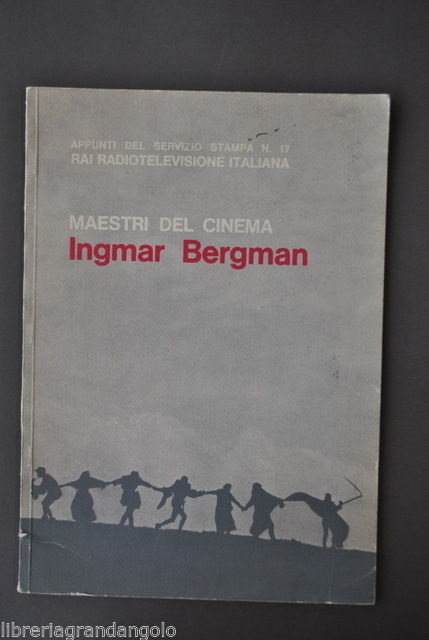 APPUNTI DEL SERVIZIO STAMPA N. 17
RAI RADIOTELEVISIONE ITALIANA
MAESTRI DEL CINEMA
Ingmar Bergman
libreriagrandangolo